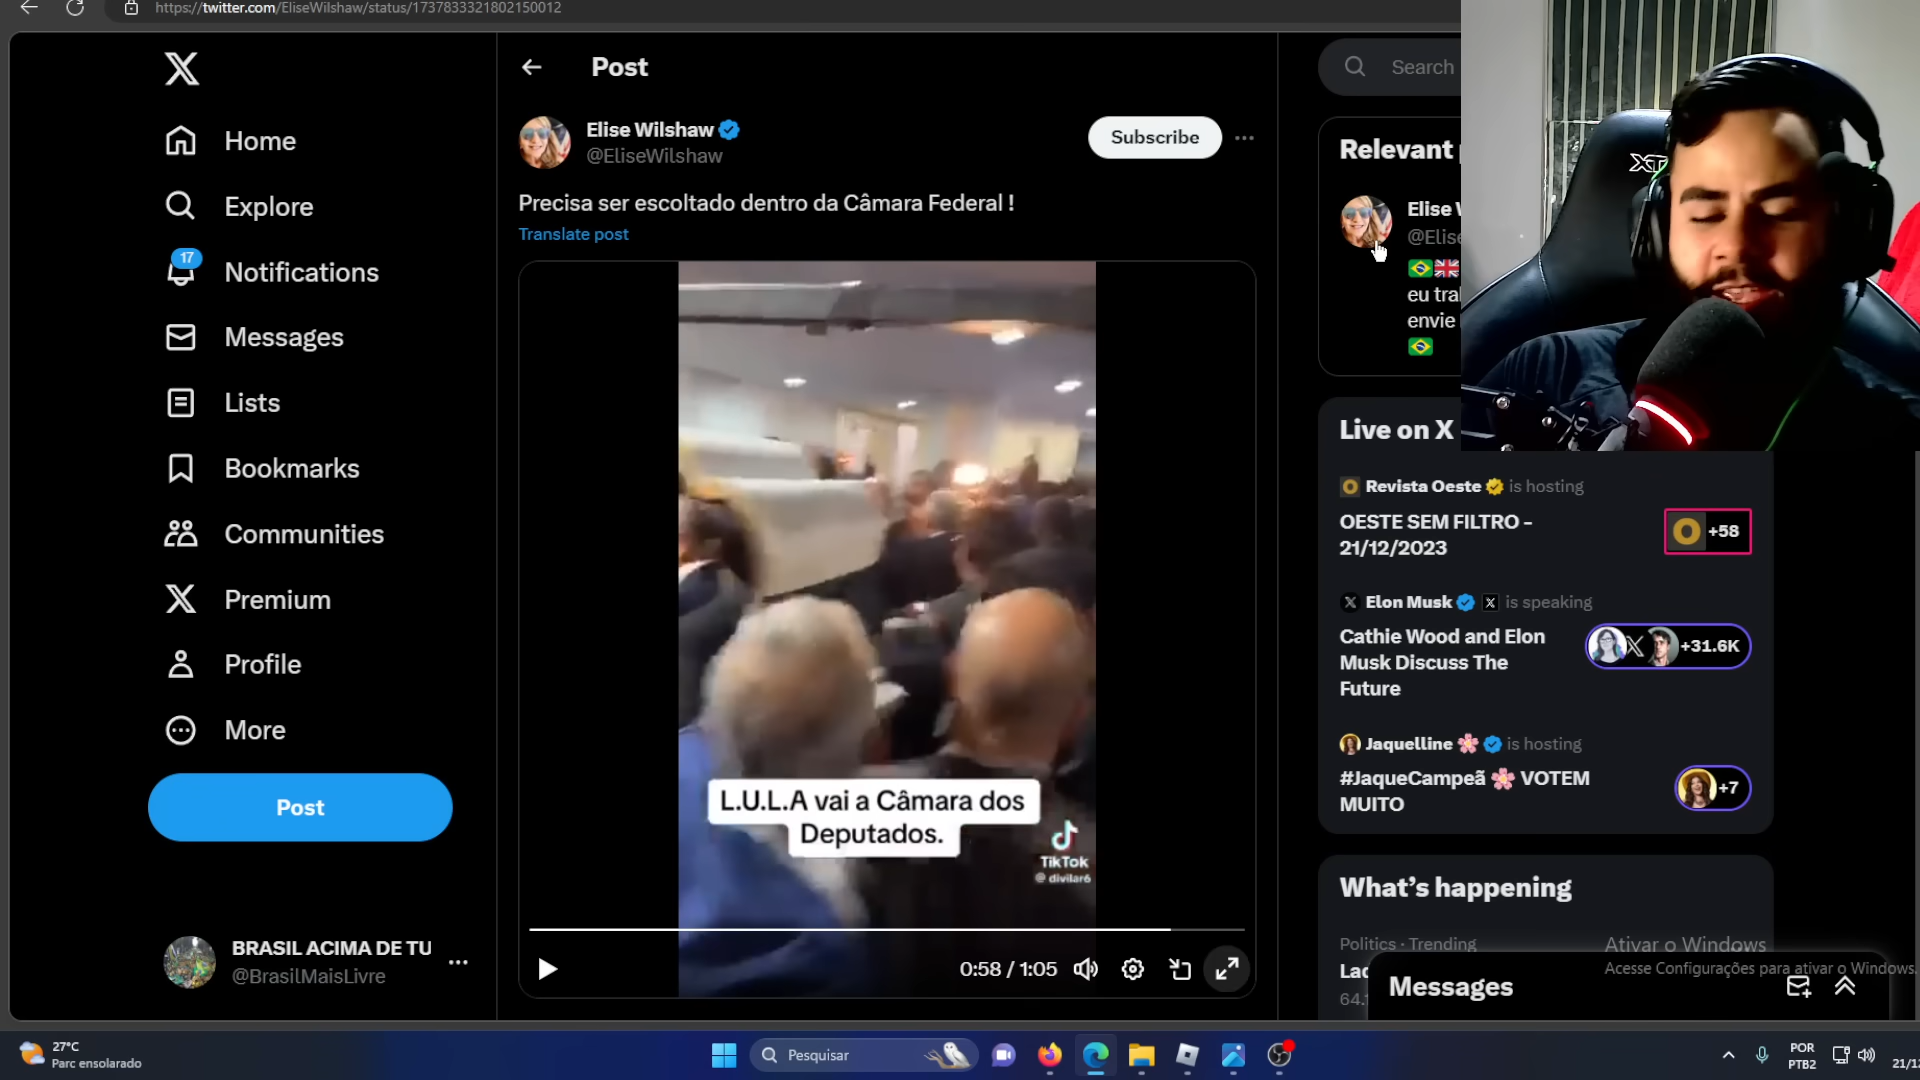 https://twitter.com/EliseWilshaw/status/1737833321802150012
Home
Explore
17
Notifications
Messages
Lists
Bookmarks
Communities
Premium
Profile
More
Post
BRASIL ACIMA DE TU
@BrasilMaisLivre
Post
Elise Wilshaw
@EliseWilshaw
Subscribe
Precisa ser escoltado dentro da Câmara Federal !
Translate post
L.U.L.A vai a Câmara dos
Deputados.
TikTok
@divilar6
0:58 / 1:05
Search
Relevant
Elise
@Elise
eu tra
envie
Live on X
Revista Oeste is hosting
OESTE SEM FILTRO -
21/12/2023
+58
Elon Musk is speaking
Cathie Wood and Elon
Musk Discuss The
Future
+31.6K
Jaquelline is hosting
#JaqueCampeã VOTEM
MUITO
+7
What's happening
Politics · Trending
Ativar o Windows
Acesse Configurações para ativar o Windows.
Messages
27°C
Parc ensolarado
Pesquisar
POR
PTB2